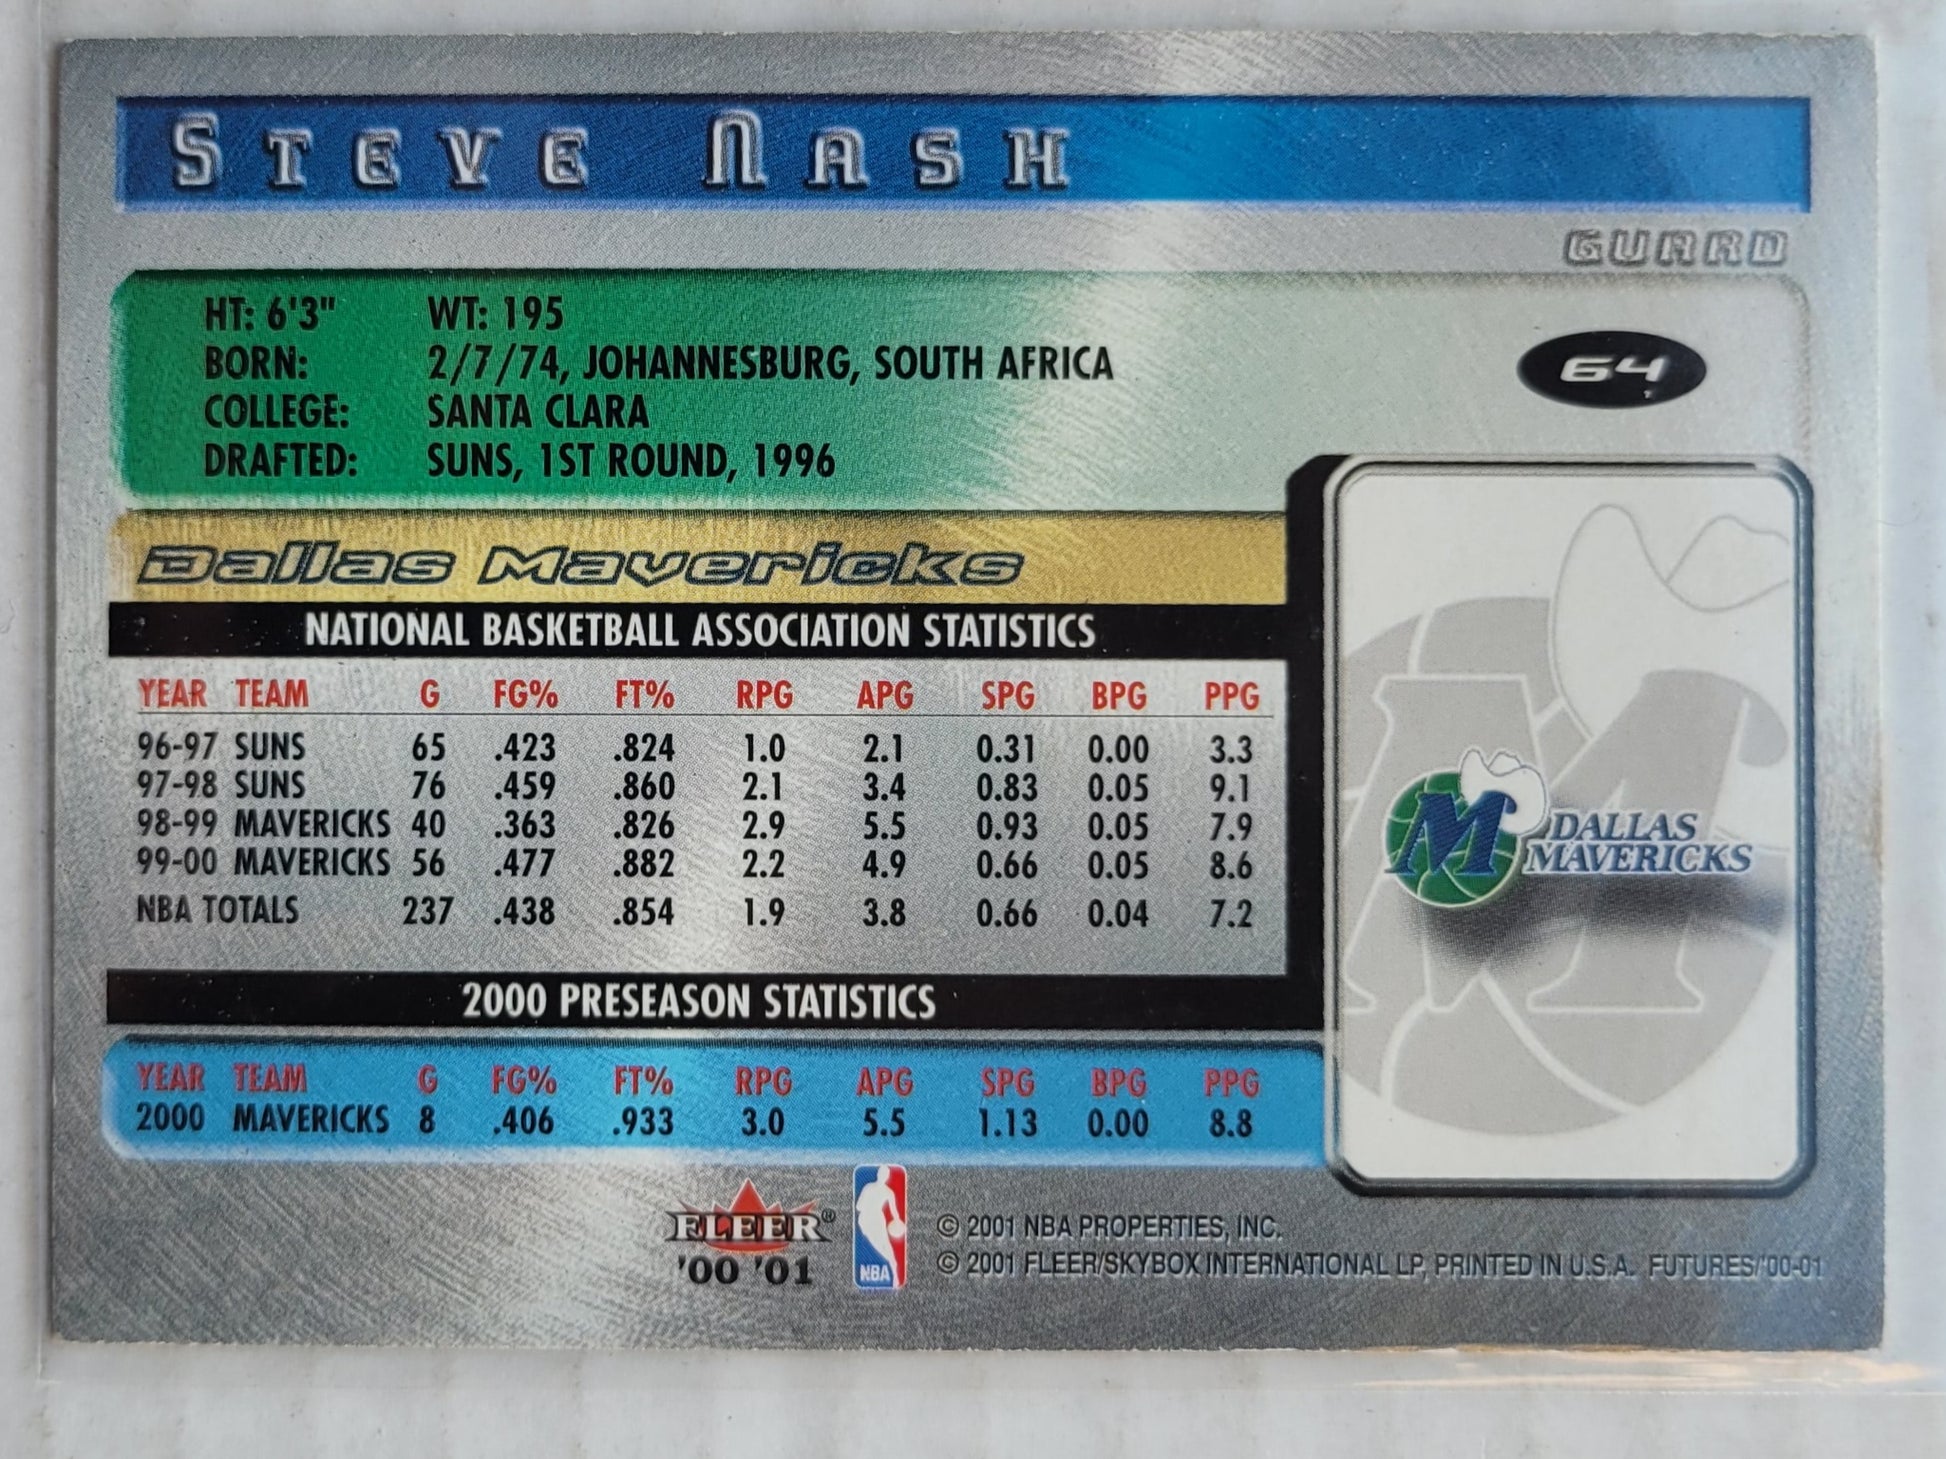 STEVE NASH
GUARD
HT: 6'3" WT: 195
BORN: 2/7/74, JOHANNESBURG, SOUTH AFRICA
COLLEGE: SANTA CLARA
DRAFTED: SUNS, 1ST ROUND, 1996
64
Dallas Mavericks
NATIONAL BASKETBALL ASSOCIATION STATISTICS
YEAR TEAM G FG% FT% RPG APG SPG BPG PPG
96-97 SUNS 65 .423 .824 1.0 2.1 0.31 0.00 3.3
97-98 SUNS 76 .459 .860 2.1 3.4 0.83 0.05 9.1
98-99 MAVERICKS 40 .363 .826 2.9 5.5 0.93 0.05 7.9
99-00 MAVERICKS 56 .477 .882 2.2 4.9 0.66 0.05 8.6
NBA TOTALS 237 .438 .854 1.9 3.8 0.66 0.04 7.2
M DALLAS
MAVERICKS
2000 PRESEASON STATISTICS
YEAR TEAM G FG% FT% RPG APG SPG BPG PPG
2000 MAVERICKS 8 .406 .933 3.0 5.5 1.13 0.00 8.8
FLEER®
'00 '01
NBA
© 2001 NBA PROPERTIES, INC.
© 2001 FLEER/SKYBOX INTERNATIONAL LP, PRINTED IN U.S.A. FUTURES/'00-01